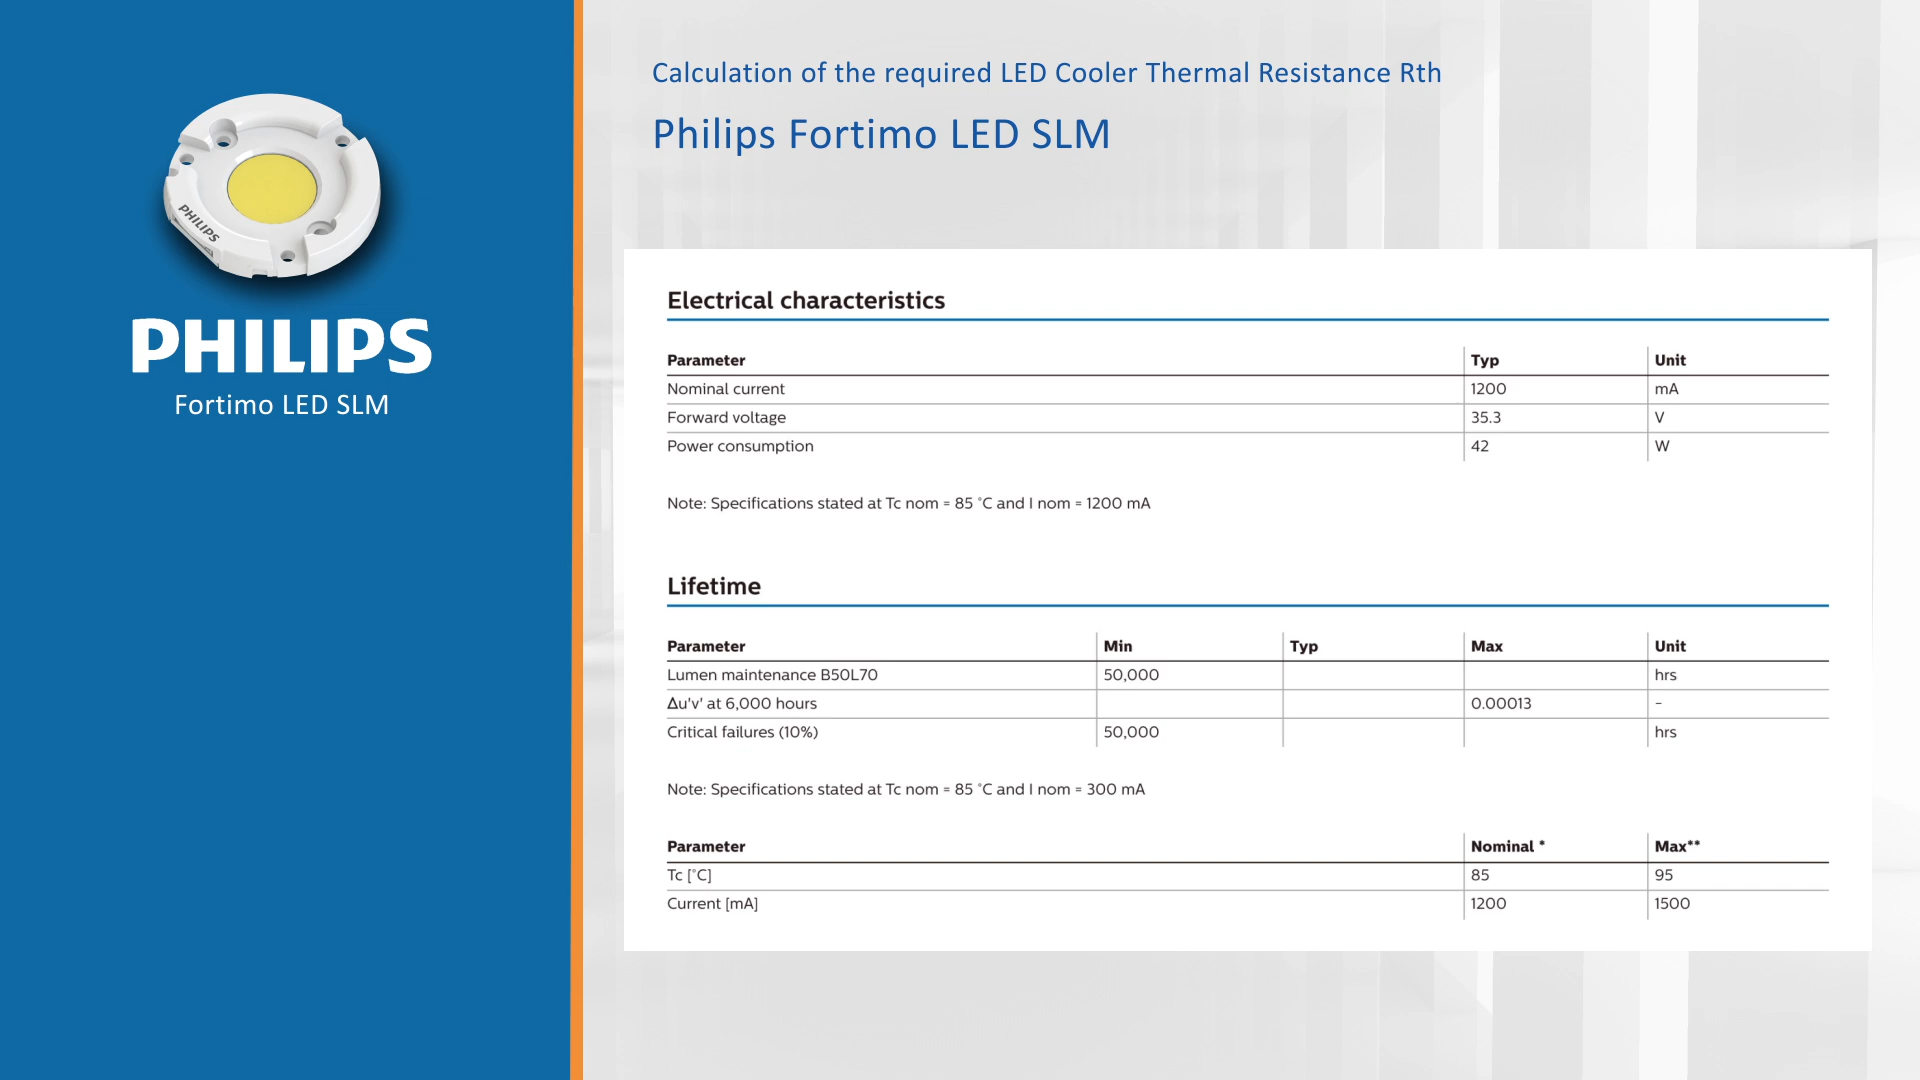 PHILIPS
PHILIPS
Fortimo LED SLM
Calculation of the required LED Cooler Thermal Resistance Rth
Philips Fortimo LED SLM
Electrical characteristics
Parameter Typ Unit
Nominal current 1200 mA
Forward voltage 35.3 V
Power consumption 42 W
Note: Specifications stated at Tc nom = 85 ˚C and I nom = 1200 mA
Lifetime
Parameter Min Typ Max Unit
Lumen maintenance B50L70 50,000 hrs
Δu'v' at 6,000 hours 0.00013 –
Critical failures (10%) 50,000 hrs
Note: Specifications stated at Tc nom = 85 ˚C and I nom = 300 mA
Parameter Nominal * Max**
Tc [˚C] 85 95
Current [mA] 1200 1500